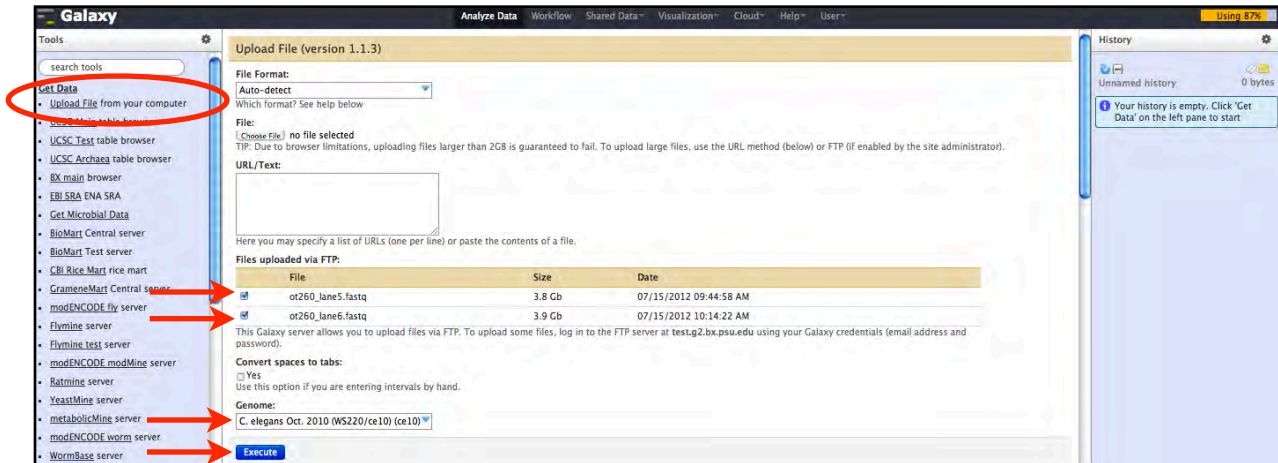 Galaxy
Analyze Data Workflow Shared Data Visualization Cloud Help User
Using 87%
Tools
search tools
Get Data
Upload File from your computer
UCSC Main table browser
UCSC Test table browser
UCSC Archaea table browser
BX main browser
EBI SRA ENA SRA
Get Microbial Data
BioMart Central server
BioMart Test server
CBI Rice Mart rice mart
GrameneMart Central server
modENCODE fly server
Flymine server
Flymine test server
modENCODE modMine server
Ratmine server
YeastMine server
metabolicMine server
modENCODE worm server
WormBase server
Upload File (version 1.1.3)
File Format:
Auto-detect
Which format? See help below
File:
Choose File no file selected
TIP: Due to browser limitations, uploading files larger than 2GB is guaranteed to fail. To upload large files, use the URL method (below) or FTP (if enabled by the site administrator).
URL/Text:
Here you may specify a list of URLs (one per line) or paste the contents of a file.
Files uploaded via FTP:
File Size Date
ot260_lane5.fastq 3.8 Gb 07/15/2012 09:44:58 AM
ot260_lane6.fastq 3.9 Gb 07/15/2012 10:14:22 AM
This Galaxy server allows you to upload files via FTP. To upload some files, log in to the FTP server at test.g2.bx.psu.edu using your Galaxy credentials (email address and
password).
Convert spaces to tabs:
Yes
Use this option if you are entering intervals by hand.
Genome:
C. elegans Oct. 2010 (WS220/ce10) (ce10)
Execute
History
Unnamed history 0 bytes
Your history is empty. Click 'Get
Data' on the left pane to start